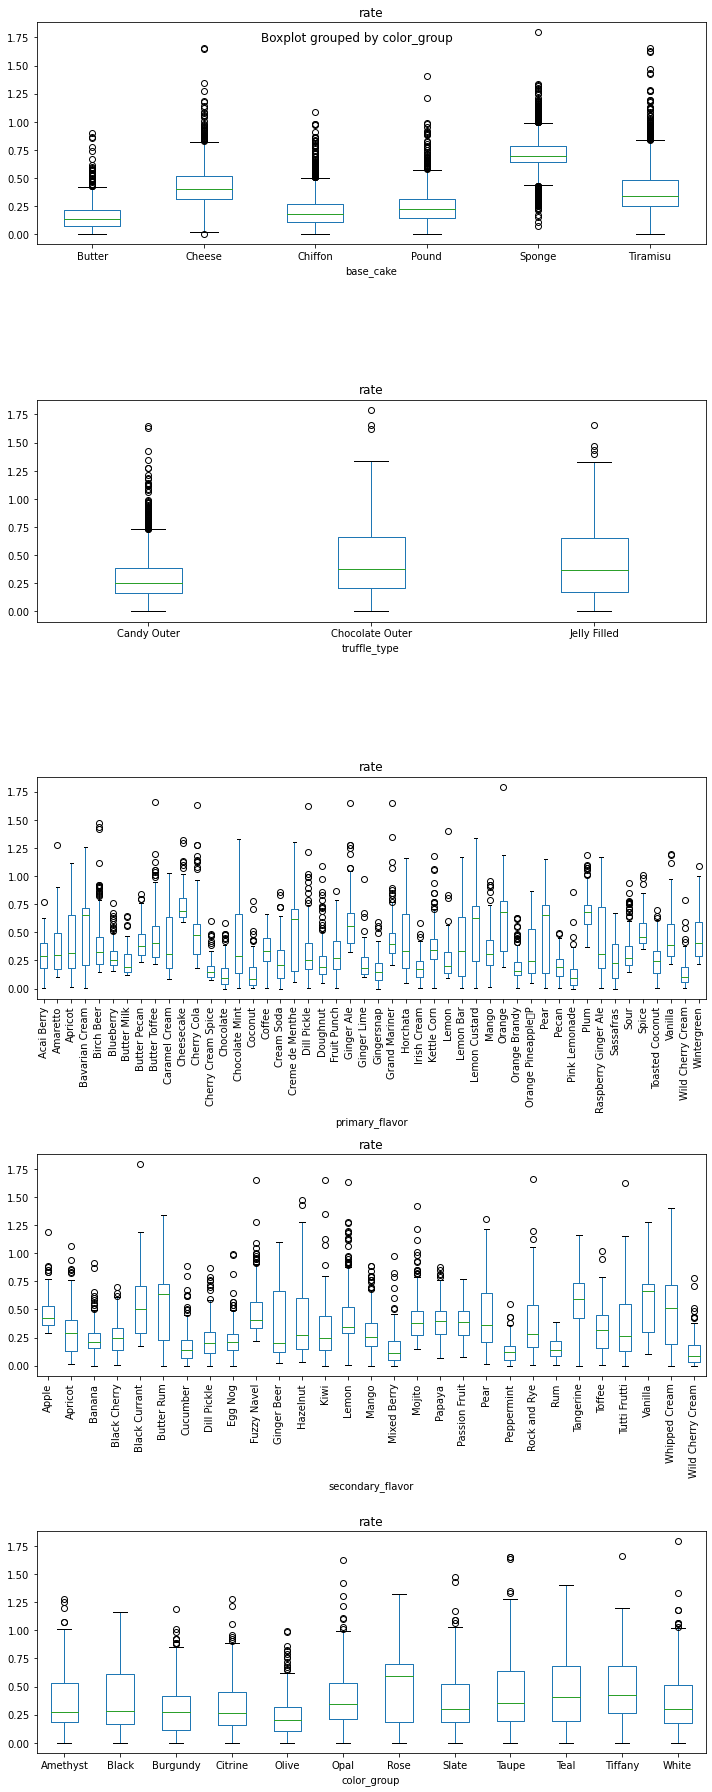 rate
Boxplot grouped by color_group
1.75
1.50
1.25
1.00
0.75
0.50
0.25
0.00
Butter Cheese Chiffon Pound Sponge Tiramisu
base_cake
rate
1.75
1.50
1.25
1.00
0.75
0.50
0.25
0.00
Candy Outer Chocolate Outer Jelly Filled
truffle_type
rate
1.75
1.50
1.25
1.00
0.75
0.50
0.25
0.00
Acai Berry
Amaretto
Apricot
Bavarian Cream
Birch Beer
Blueberry
Butter Milk
Butter Pecan
Butter Toffee
Caramel Cream
Cheesecake
Cherry Cola
Cherry Cream Spice
Chocolate
Chocolate Mint
Coconut
Coffee
Cream Soda
Creme de Menthe
Dill Pickle
Doughnut
Fruit Punch
Ginger Ale
Ginger Lime
Gingersnap
Grand Mariner
Horchata
Irish Cream
Kettle Corn
Lemon
Lemon Bar
Lemon Custard
Mango
Orange
Orange Brandy
Orange Pineapple▯P
Pear
Pecan
Pink Lemonade
Plum
Raspberry Ginger Ale
Sassafras
Sour
Spice
Toasted Coconut
Vanilla
Wild Cherry Cream
Wintergreen
primary_flavor
rate
1.75
1.50
1.25
1.00
0.75
0.50
0.25
0.00
Apple
Apricot
Banana
Black Cherry
Black Currant
Butter Rum
Cucumber
Dill Pickle
Egg Nog
Fuzzy Navel
Ginger Beer
Hazelnut
Kiwi
Lemon
Mango
Mixed Berry
Mojito
Papaya
Passion Fruit
Pear
Peppermint
Rock and Rye
Rum
Tangerine
Toffee
Tutti Frutti
Vanilla
Whipped Cream
Wild Cherry Cream
secondary_flavor
rate
1.75
1.50
1.25
1.00
0.75
0.50
0.25
0.00
Amethyst Black Burgundy Citrine Olive Opal Rose Slate Taupe Teal Tiffany White
color_group